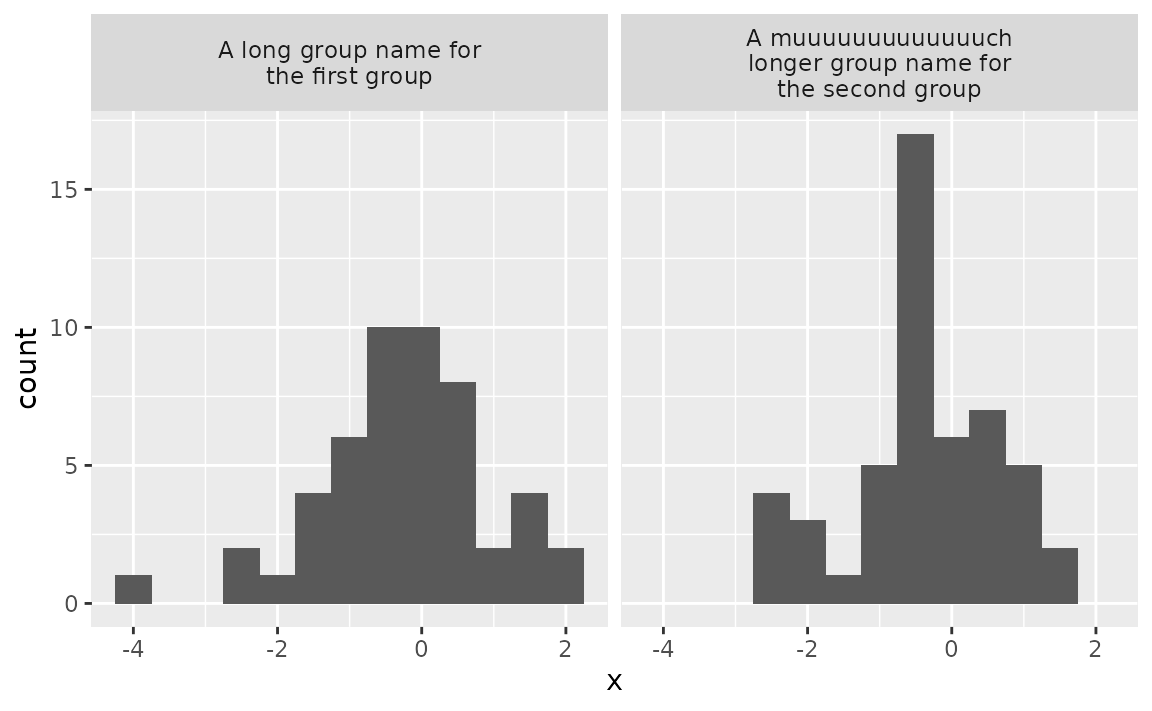 A long group name for
the first group
A muuuuuuuuuuuuuch
longer group name for
the second group
count
15
10
5
0
-4
-2
0
2
-4
-2
0
2
x